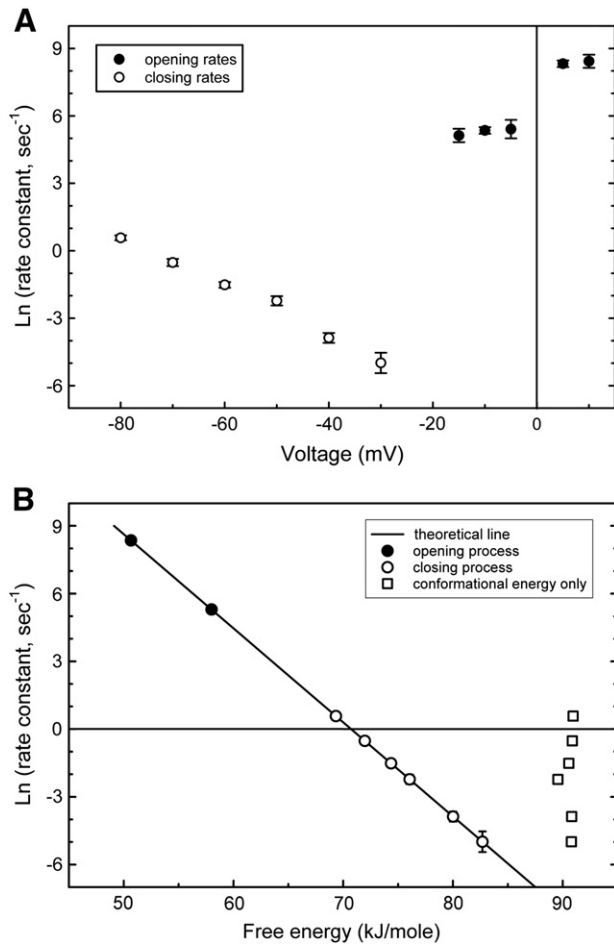 A
opening rates
closing rates
Ln (rate constant, sec⁻¹)
9
6
3
0
-3
-6
-80 -60 -40 -20 0
Voltage (mV)
B
theoretical line
opening process
closing process
conformational energy only
Ln (rate constant, sec⁻¹)
9
6
3
0
-3
-6
50 60 70 80 90
Free energy (kJ/mole)